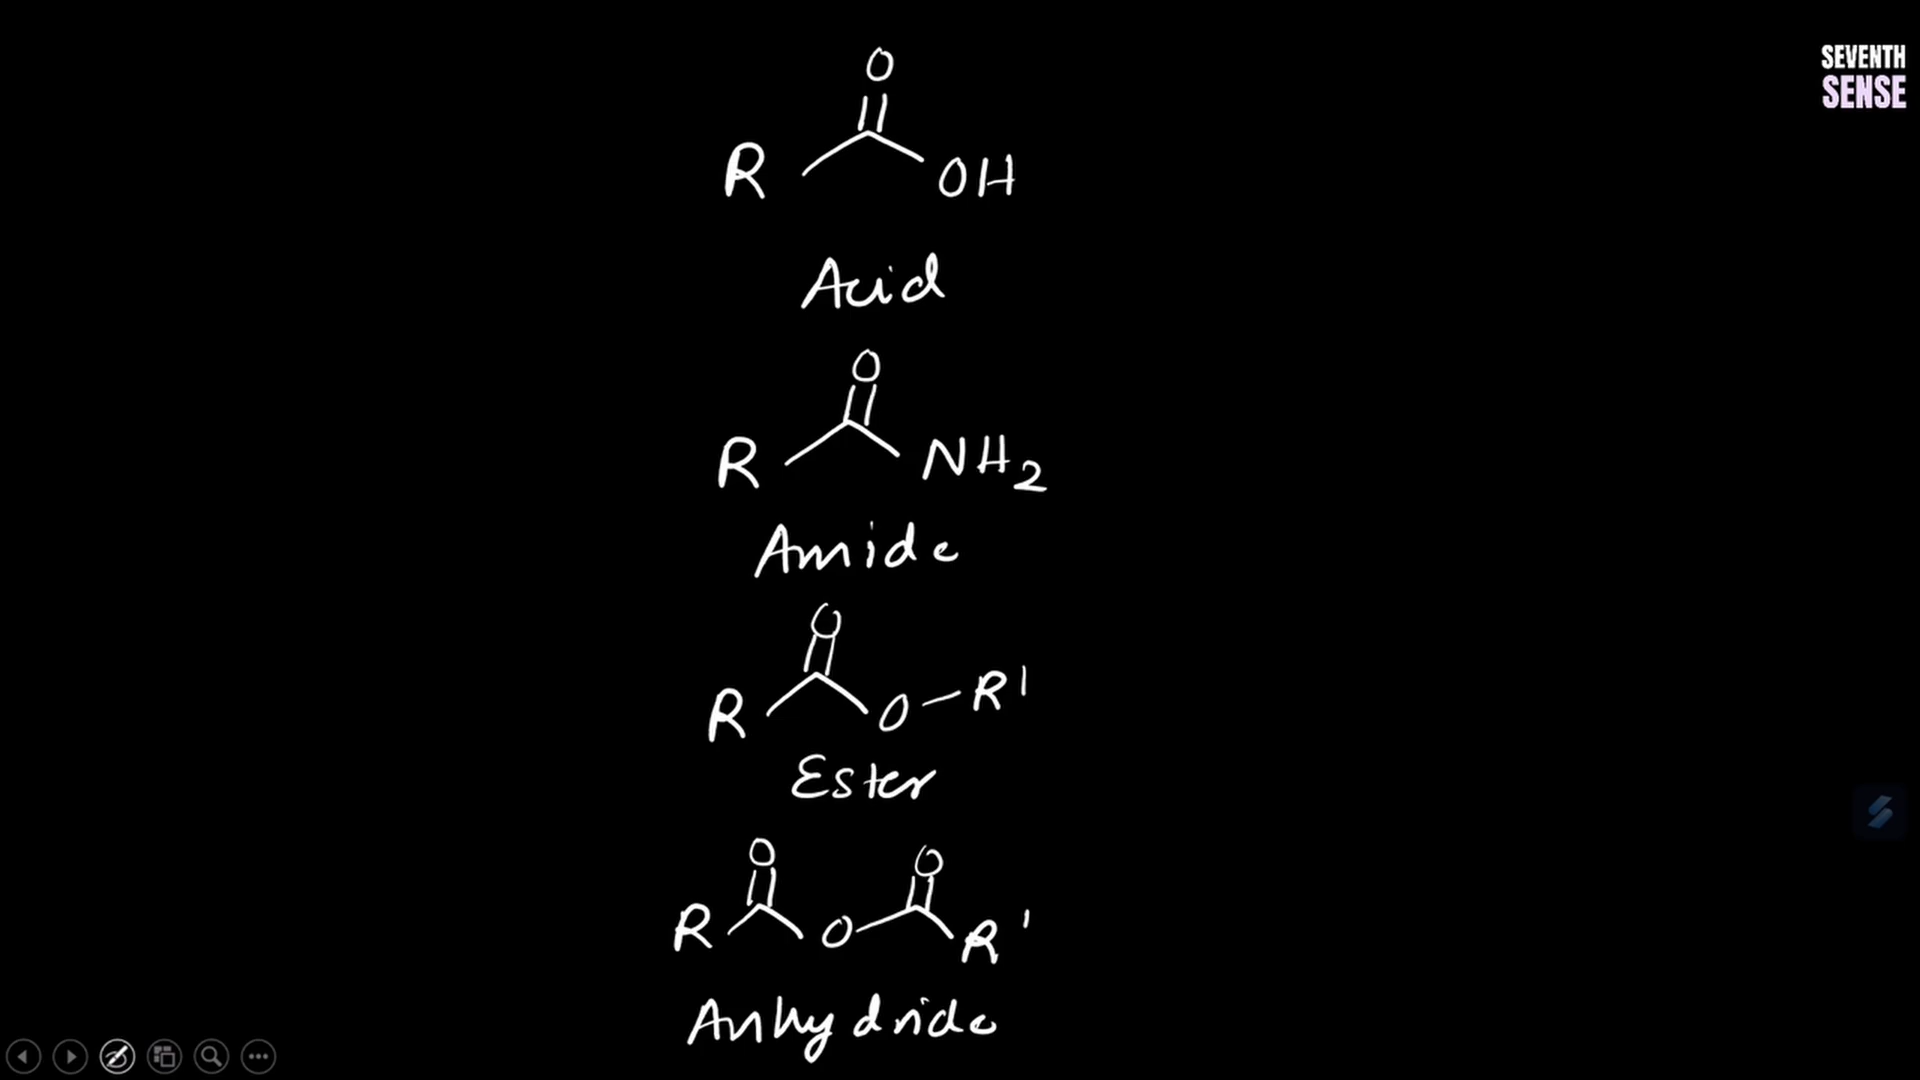 SEVENTH
SENSE
O
R OH
Acid
O
R NH2
Amide
O
R O-R'
Ester
O O
R O R'
Anhydride